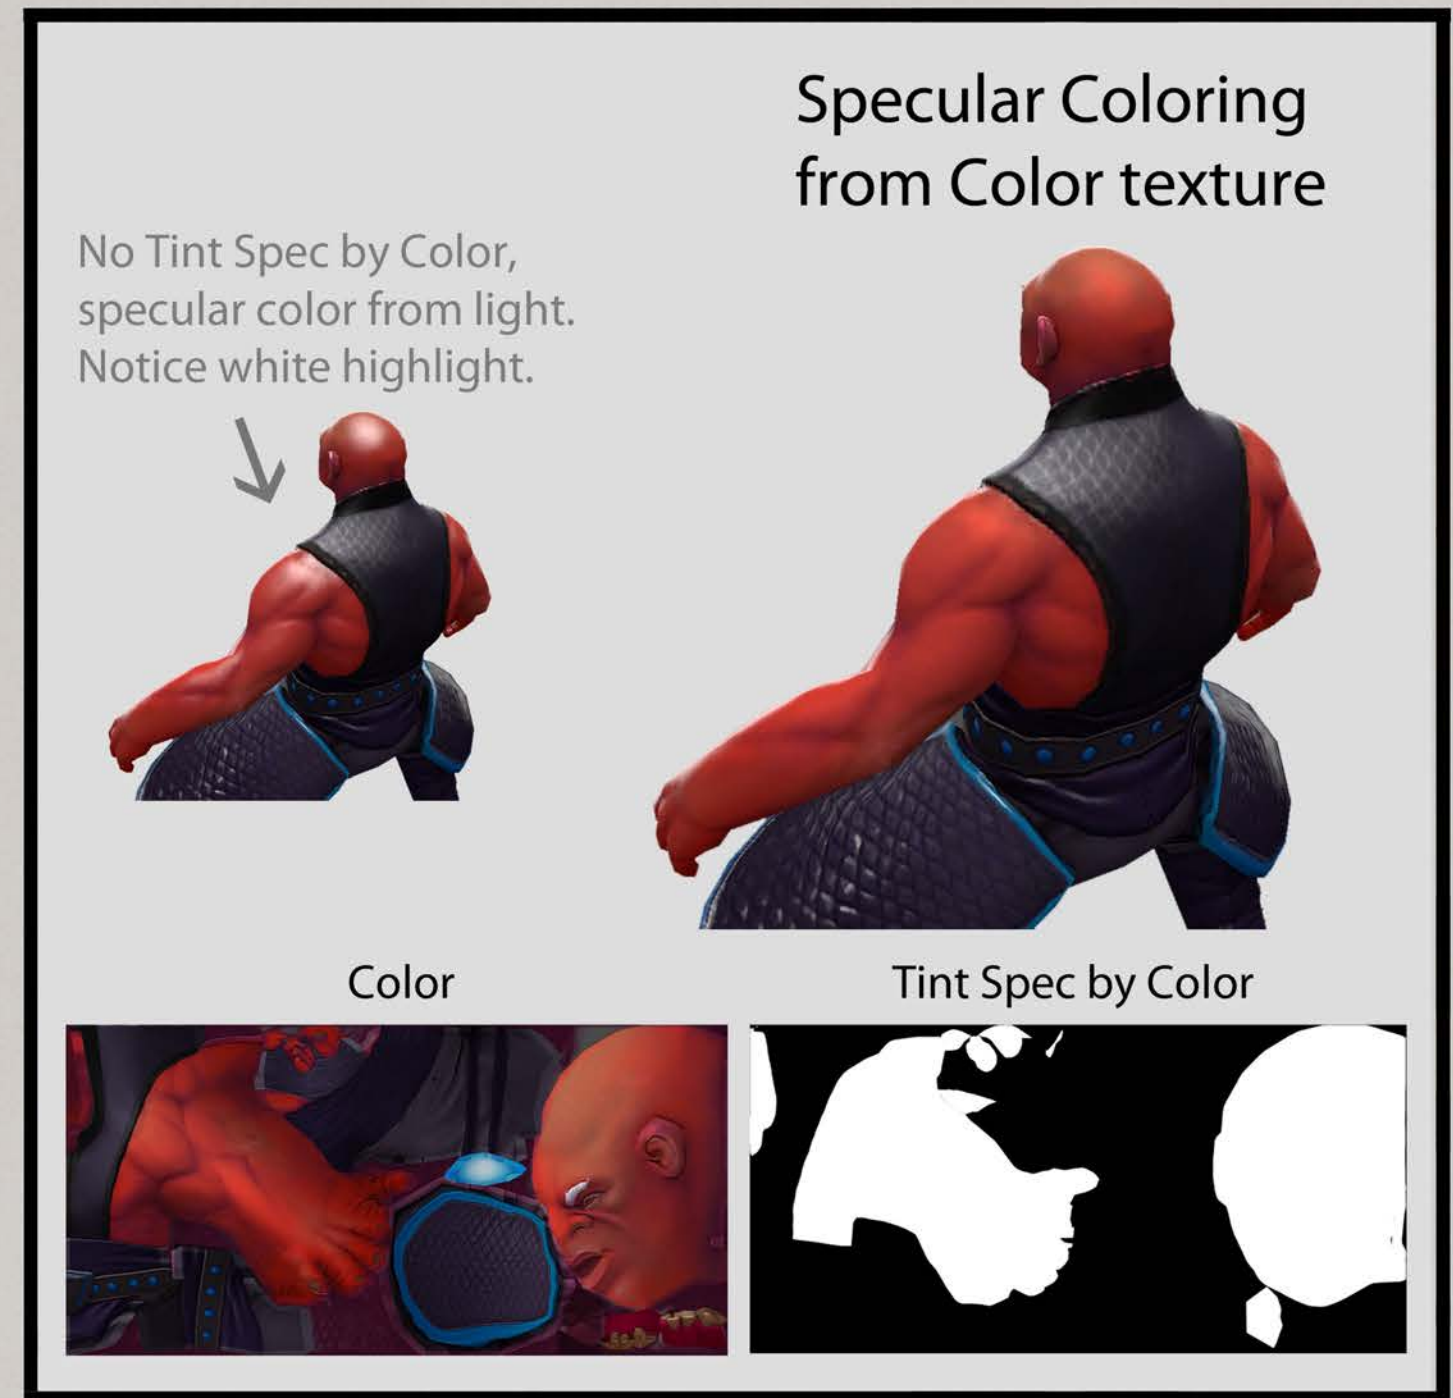 Specular Coloring
from Color texture
No Tint Spec by Color,
specular color from light.
Notice white highlight.
Color
Tint Spec by Color